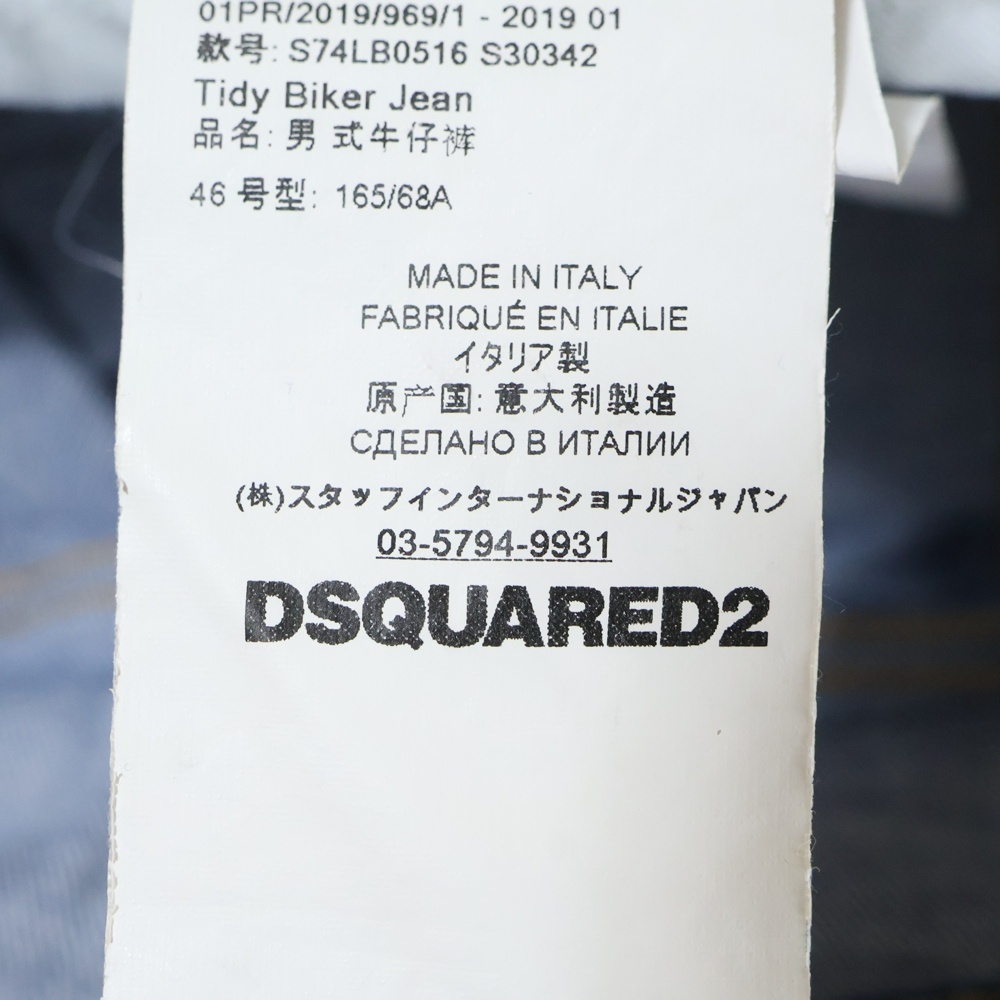 01PR/2019/969/1 - 2019 01
款号: S74LB0516 S30342
Tidy Biker Jean
品名: 男 式牛仔裤
46 号型: 165/68A
MADE IN ITALY
FABRIQUÉ EN ITALIE
イタリア製
原产国: 意大利製造
СДЕЛАНО В ИТАЛИИ
(株)スタッフインターナショナルジャパン
03-5794-9931
DSQUARED2